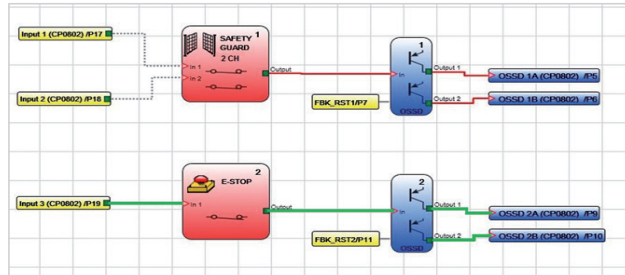 Input 1 (CP0802) /P17
SAFETY 1
GUARD
2 CH
In 1
In 2
Output
Input 2 (CP0802) /P18
1
In
Output 1
Output 2
OSSD
FBK_RST1/P7
OSSD 1A (CP0802) /P5
OSSD 1B (CP0802) /P6
2
E-STOP
Input 3 (CP0802) /P19
In 1
Output
2
In
Output 1
Output 2
OSSD
FBK_RST2/P11
OSSD 2A (CP0802) /P9
OSSD 2B (CP0802) /P10